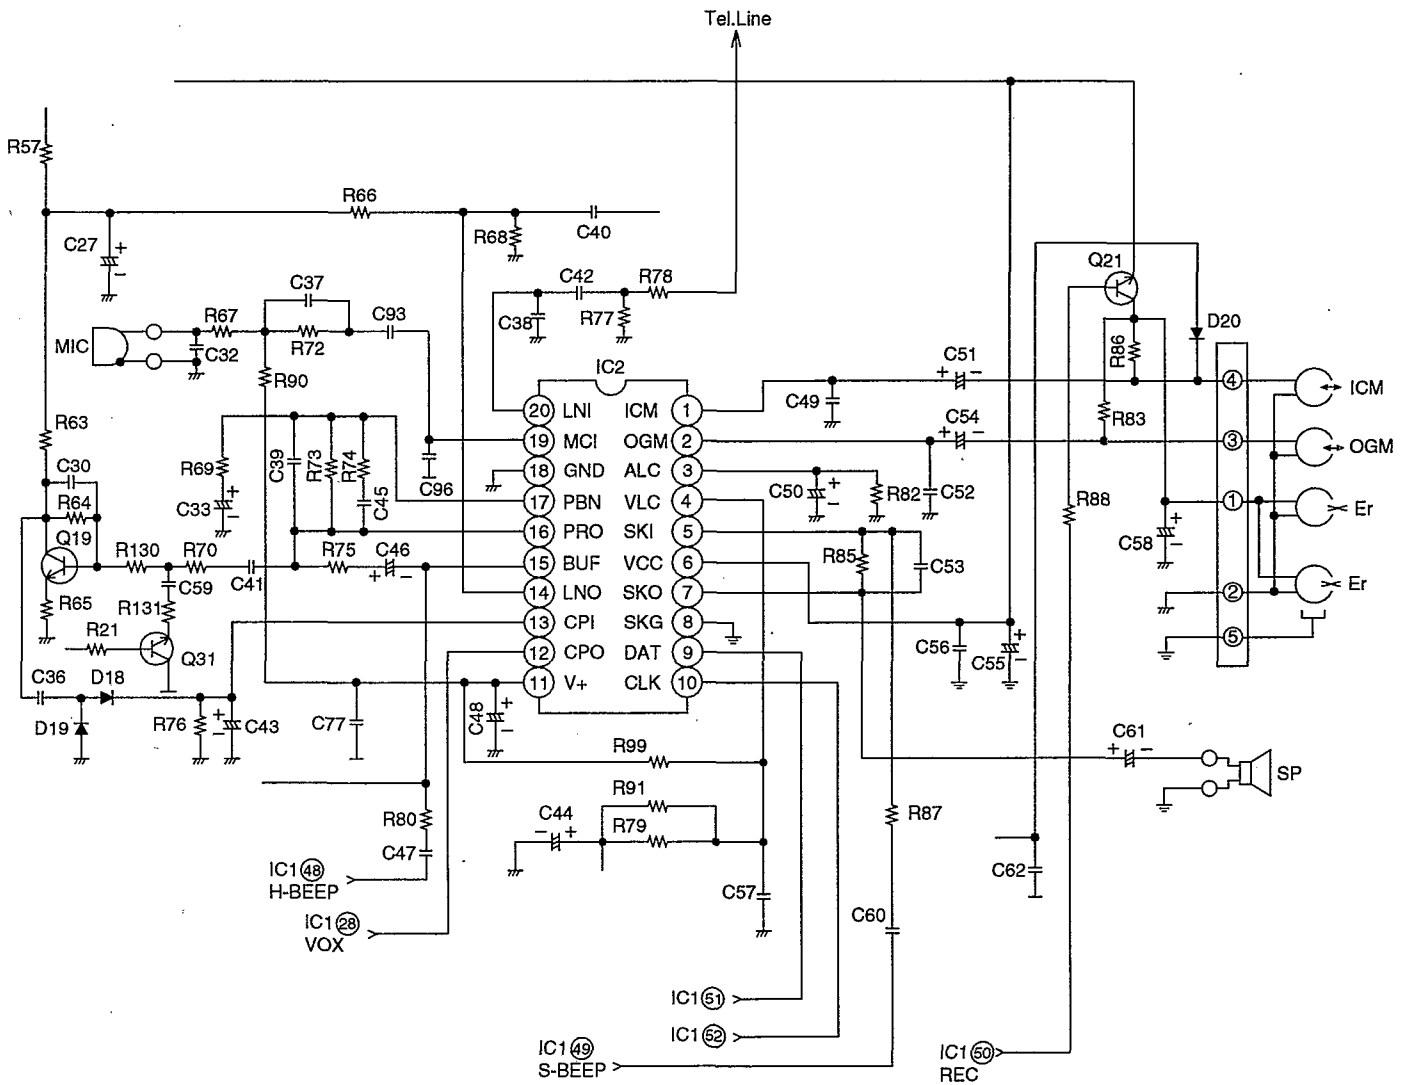 Tel.Line
R57
R66
C27
R68
C40
C42
R78
C38
R77
Q21
D20
C37
R67
C93
MIC
C32
R72
R90
IC2
C51
+ −
C49
R86
4
ICM
R63
20 LNI ICM 1
R83
C54
+ −
19 MCI OGM 2
3
OGM
C30
R69
C39
R73
R74
C96
18 GND ALC 3
C50
+
−
R82
C52
R64
C33
+
−
C45
17 PBN VLC 4
R88
1
Er
Q19
16 PRO SKI 5
C58
+
−
R130
R70
C41
R75
C46
+ −
15 BUF VCC 6
R85
C53
Er
C59
R65
R131
14 LNO SKO 7
2
R21
Q31
13 CPI SKG 8
C56
C55
+
−
5
12 CPO DAT 9
C36
D18
11 V+ CLK 10
D19
R76
+
−
C43
C77
C48
+
−
R99
C61
+ −
SP
R91
R80
C44
− +
R79
R87
C47
C57
C62
IC1 48
H-BEEP
C60
IC1 28
VOX
IC1 51
IC1 52
IC1 49
S-BEEP
IC1 50
REC